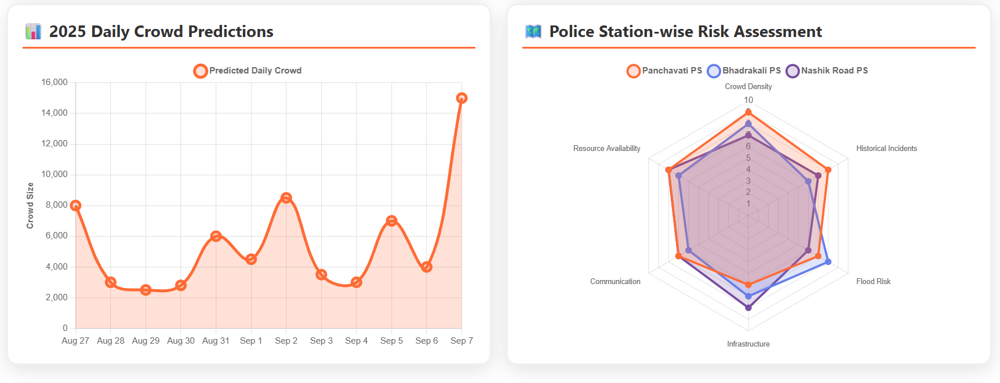 2025 Daily Crowd Predictions
Predicted Daily Crowd
16,000
14,000
12,000
10,000
8,000
6,000
4,000
2,000
0
Crowd Size
Aug 27 Aug 28 Aug 29 Aug 30 Aug 31 Sep 1 Sep 2 Sep 3 Sep 4 Sep 5 Sep 6 Sep 7
Police Station-wise Risk Assessment
Panchavati PS Bhadrakali PS Nashik Road PS
Crowd Density
10
6
5
4
3
2
1
Resource Availability
Historical Incidents
Communication
Flood Risk
Infrastructure